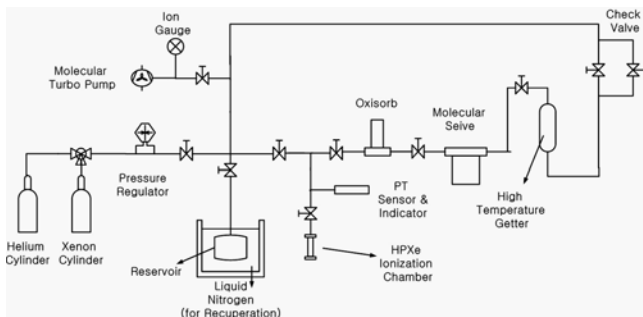 Ion
Gauge
Check
Valve
Molecular
Turbo Pump
Oxisorb
Molecular
Seive
Pressure
Regulator
PT
Sensor &
Indicator
High
Temperature
Getter
Helium
Cylinder
Xenon
Cylinder
Reservoir
HPXe
Ionization
Chamber
Liquid
Nitrogen
(for Recuperation)